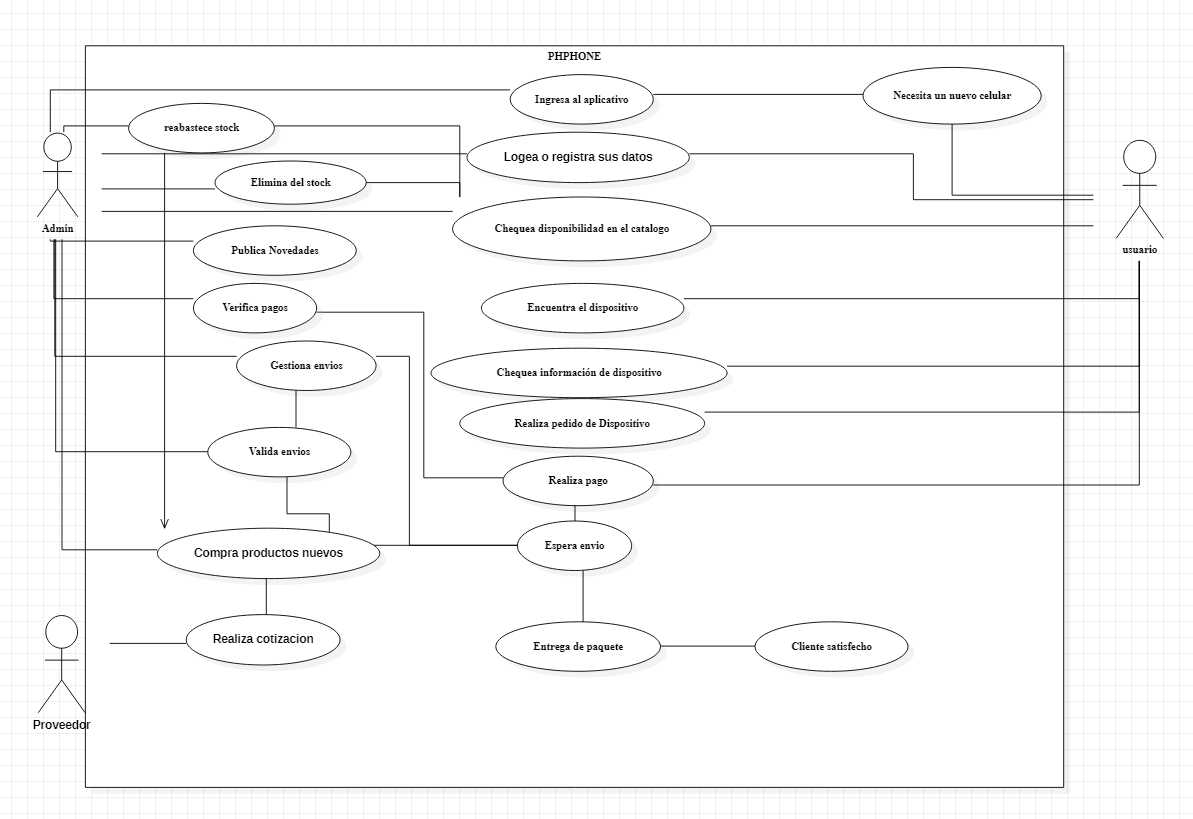 PHPHONE
Ingresa al aplicativo
Necesita un nuevo celular
reabastece stock
Logea o registra sus datos
Elimina del stock
Admin
Chequea disponibilidad en el catalogo
usuario
Publica Novedades
Verifica pagos
Encuentra el dispositivo
Gestiona envios
Chequea información de dispositivo
Realiza pedido de Dispositivo
Valida envios
Realiza pago
Compra productos nuevos
Espera envio
Realiza cotizacion
Entrega de paquete
Cliente satisfecho
Proveedor